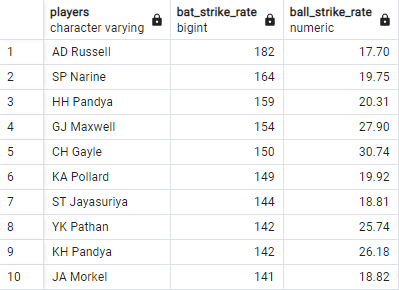 players bat_strike_rate ball_strike_rate
character varying bigint numeric
1 AD Russell 182 17.70
2 SP Narine 164 19.75
3 HH Pandya 159 20.31
4 GJ Maxwell 154 27.90
5 CH Gayle 150 30.74
6 KA Pollard 149 19.92
7 ST Jayasuriya 144 18.81
8 YK Pathan 142 25.74
9 KH Pandya 142 26.18
10 JA Morkel 141 18.82